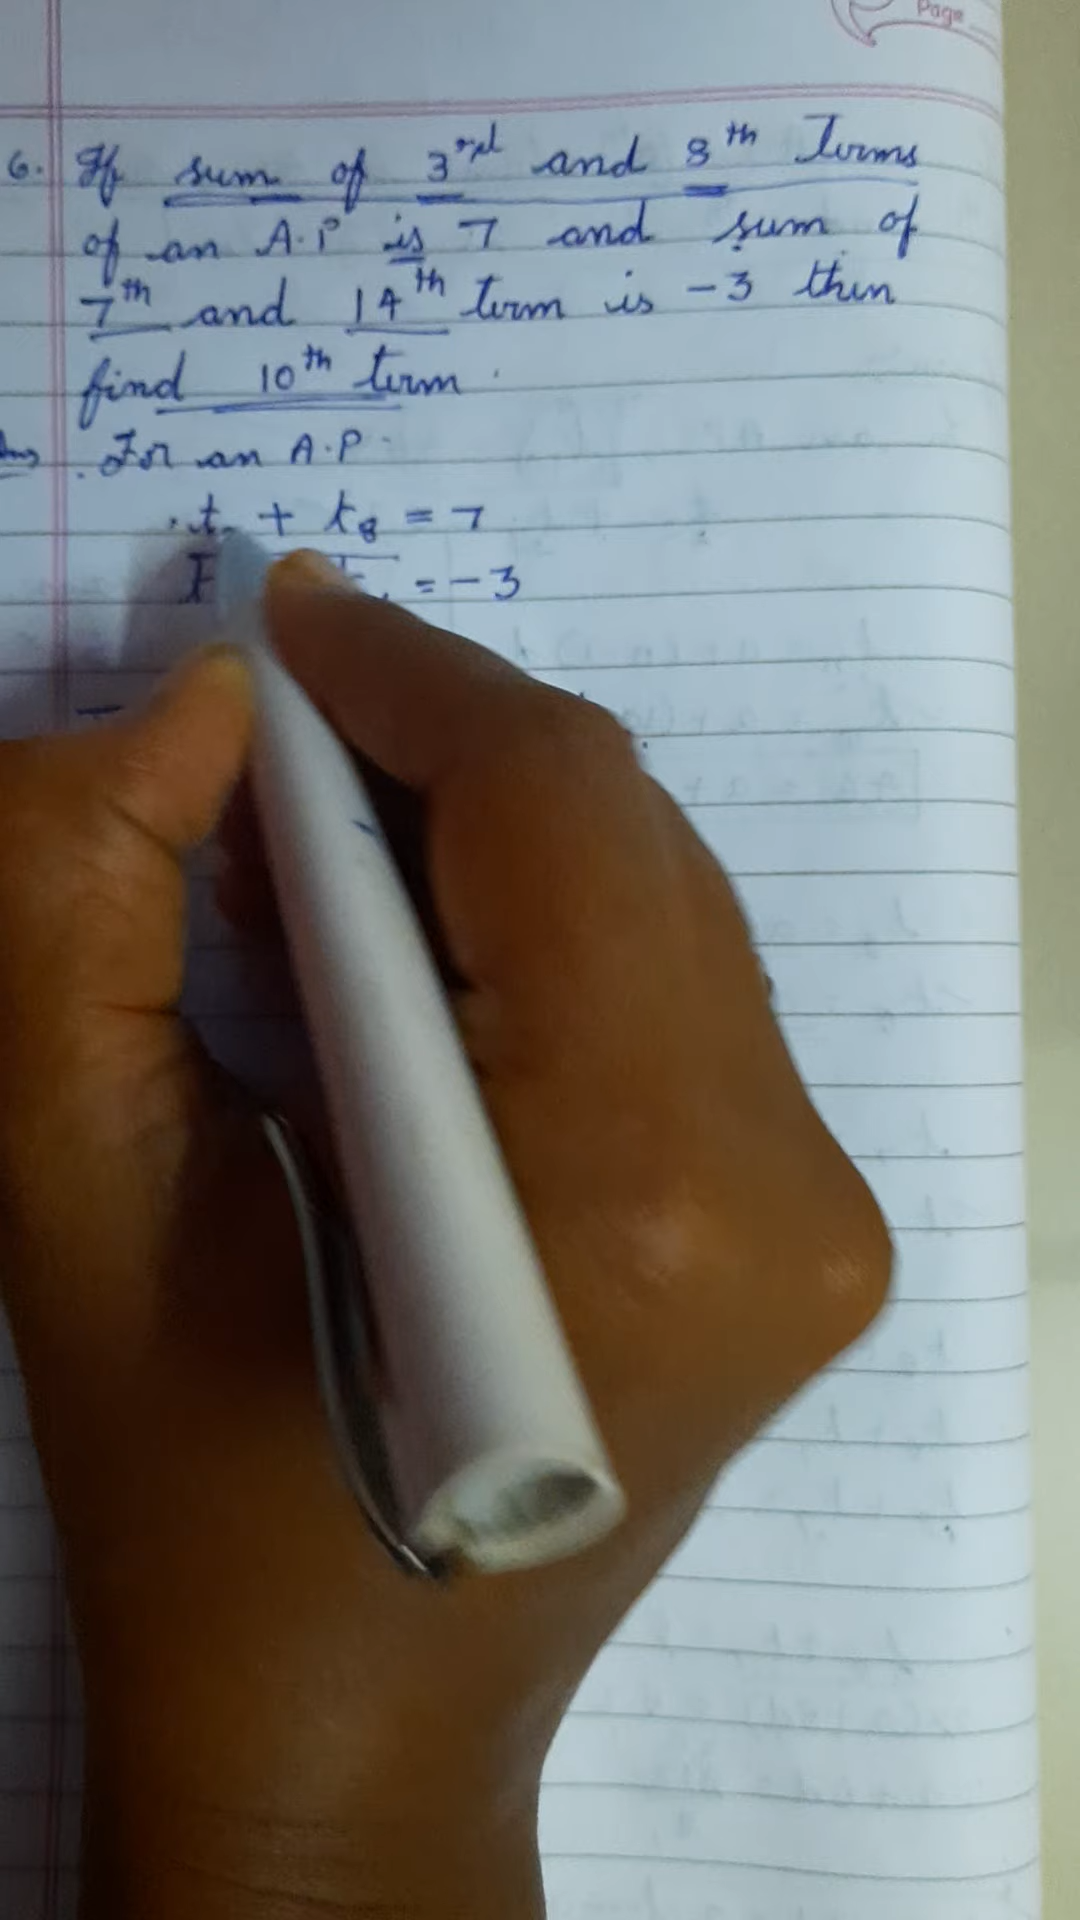 Page
6. If sum of 3rd and 8th Terms
of an A.P is 7 and sum of
7th and 14th term is -3 then
find 10th term.
Ans. For an A.P.
t + t8 = 7
= -3